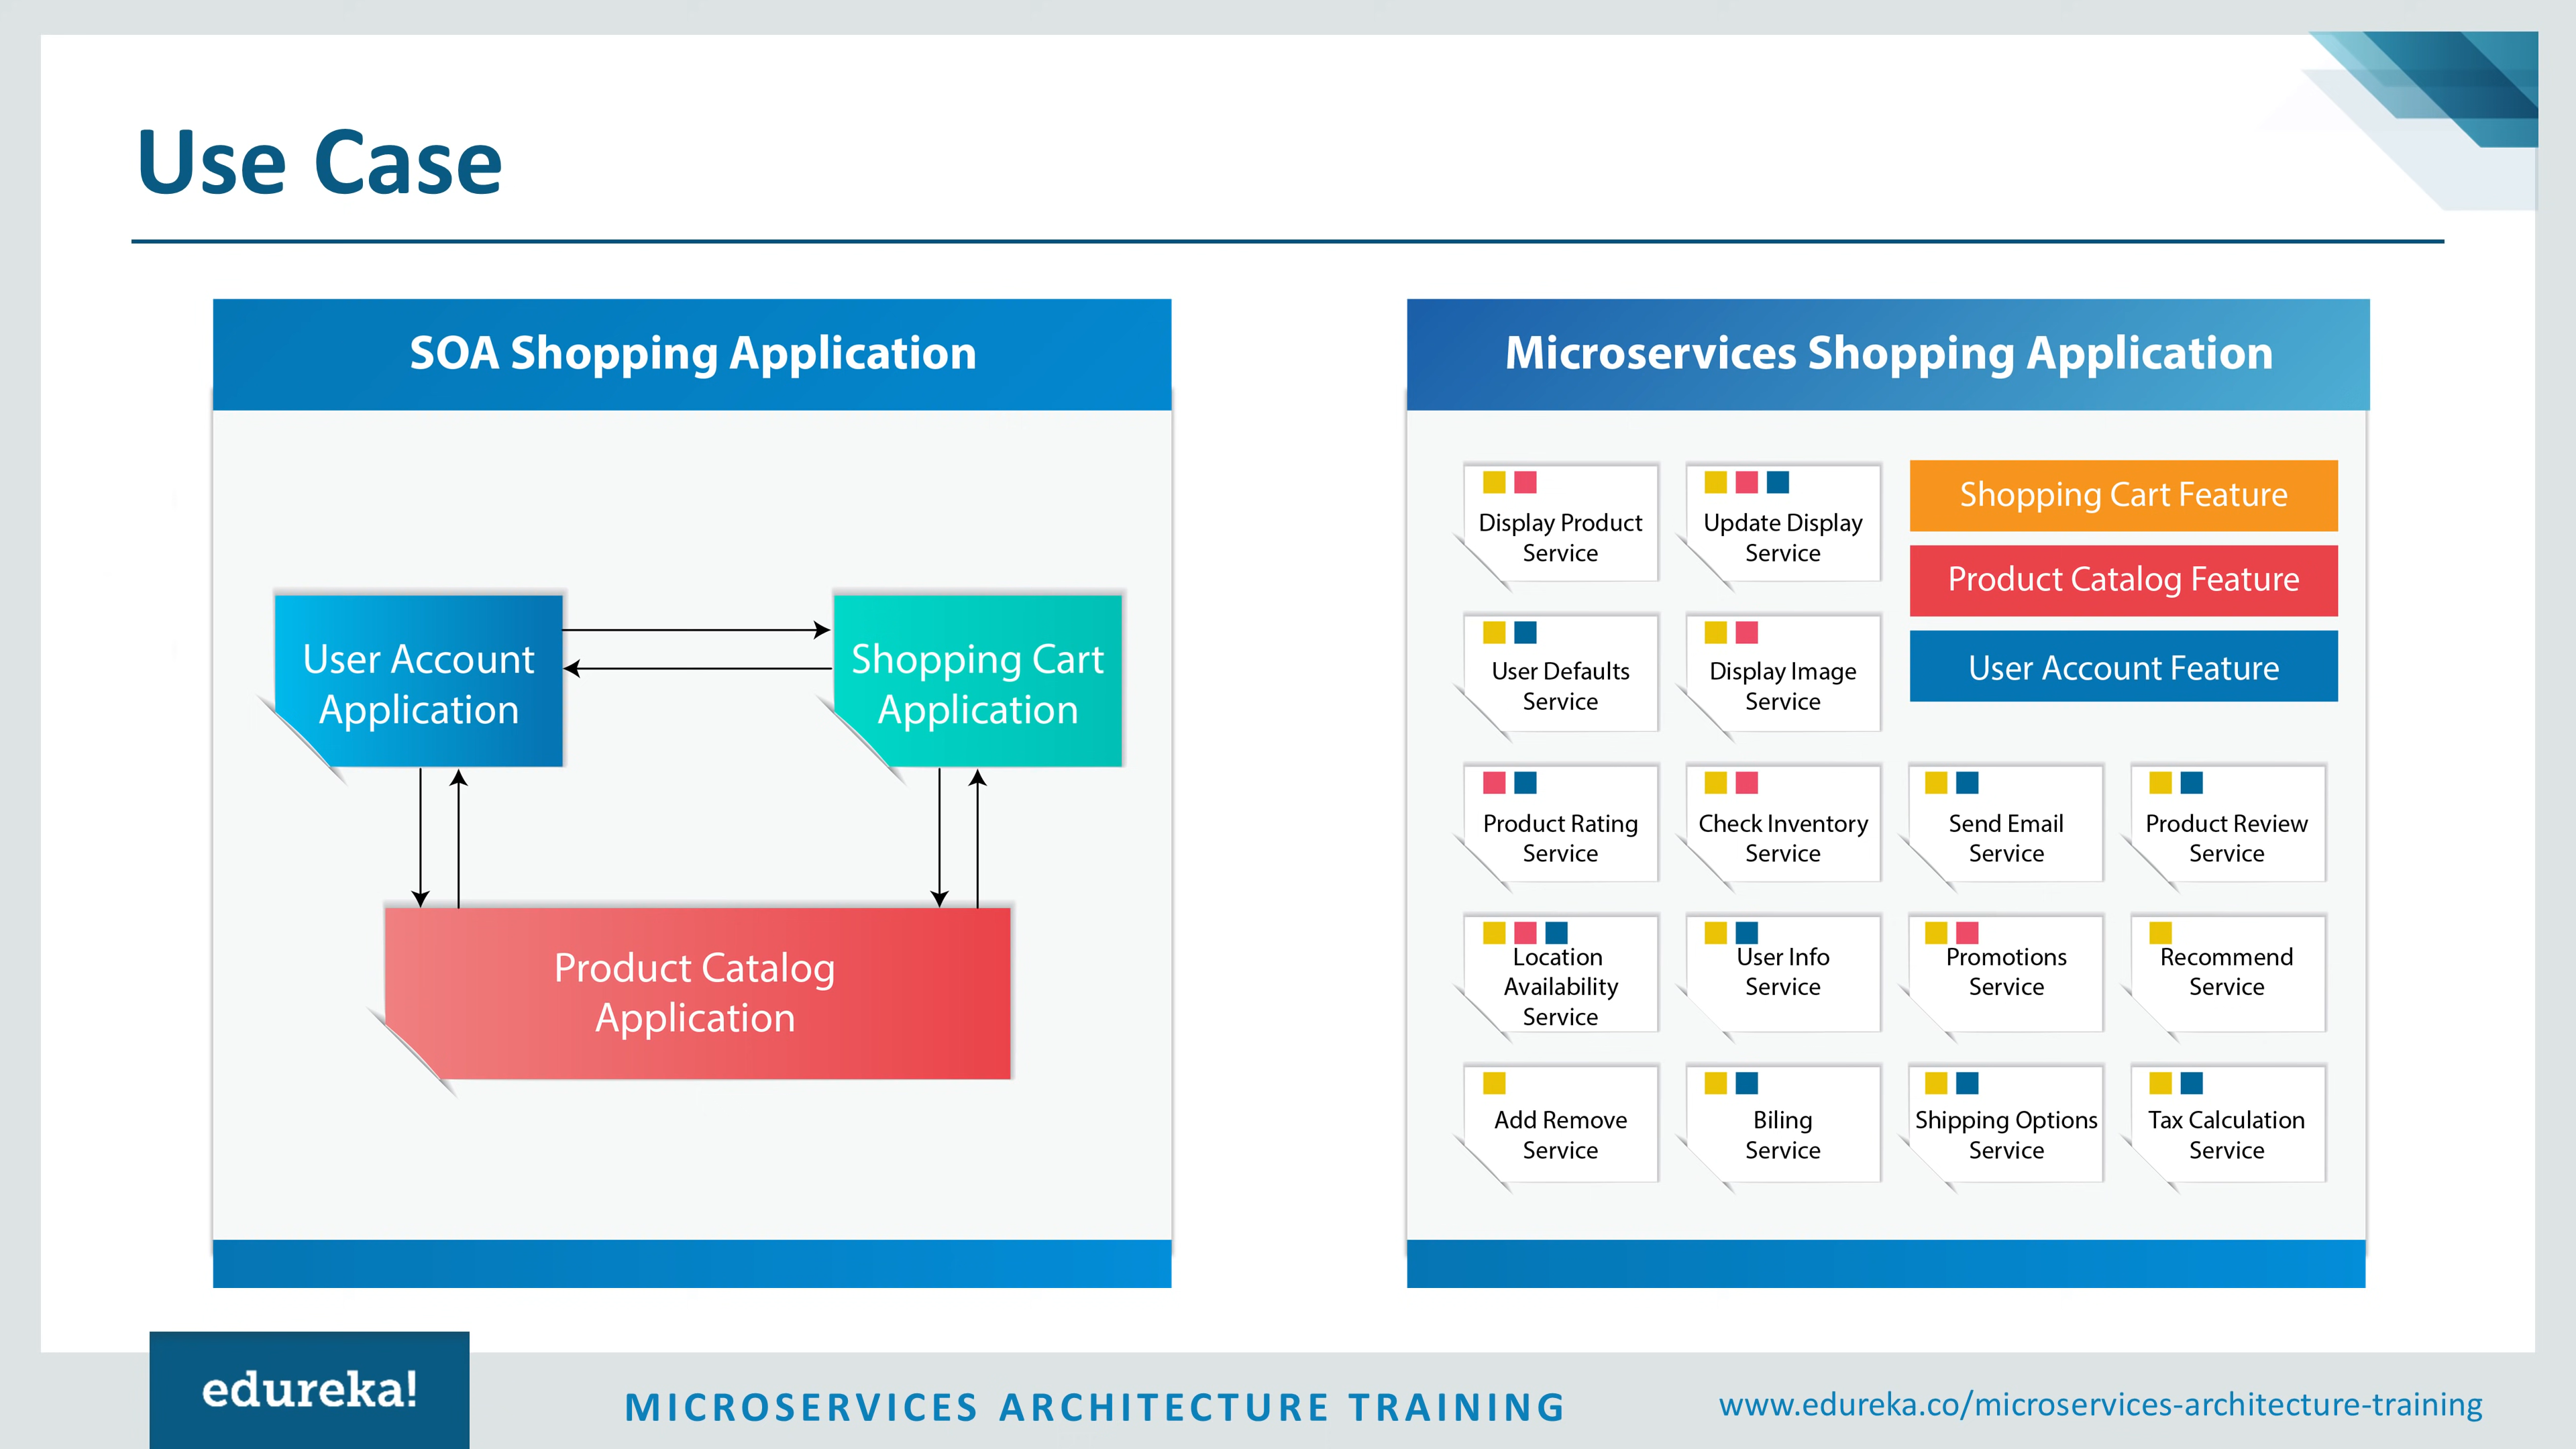 Use Case
SOA Shopping Application
User Account
Application
Shopping Cart
Application
Product Catalog
Application
Microservices Shopping Application
Display Product
Service
Update Display
Service
Shopping Cart Feature
Product Catalog Feature
User Account Feature
User Defaults
Service
Display Image
Service
Product Rating
Service
Check Inventory
Service
Send Email
Service
Product Review
Service
Location
Availability
Service
User Info
Service
Promotions
Service
Recommend
Service
Add Remove
Service
Biling
Service
Shipping Options
Service
Tax Calculation
Service
edureka!
MICROSERVICES ARCHITECTURE TRAINING
www.edureka.co/microservices-architecture-training